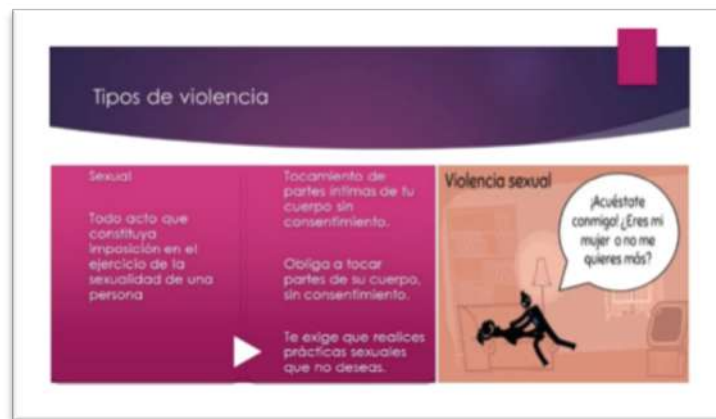 Tipos de violencia
Sexual
Todo acto que
constituya
imposición en el
ejercicio de la
sexualidad de una
persona
Tocamiento de
partes intimas de tu
cuerpo sin
consentimiento.
Obliga a tocar
partes de su cuerpo,
sin consentimiento.
Te exige que realices
prácticas sexuales
que no deseas.
Violencia sexual
¡Acuéstate
conmigo! ¿Eres mi
mujer o no me
quieres más?